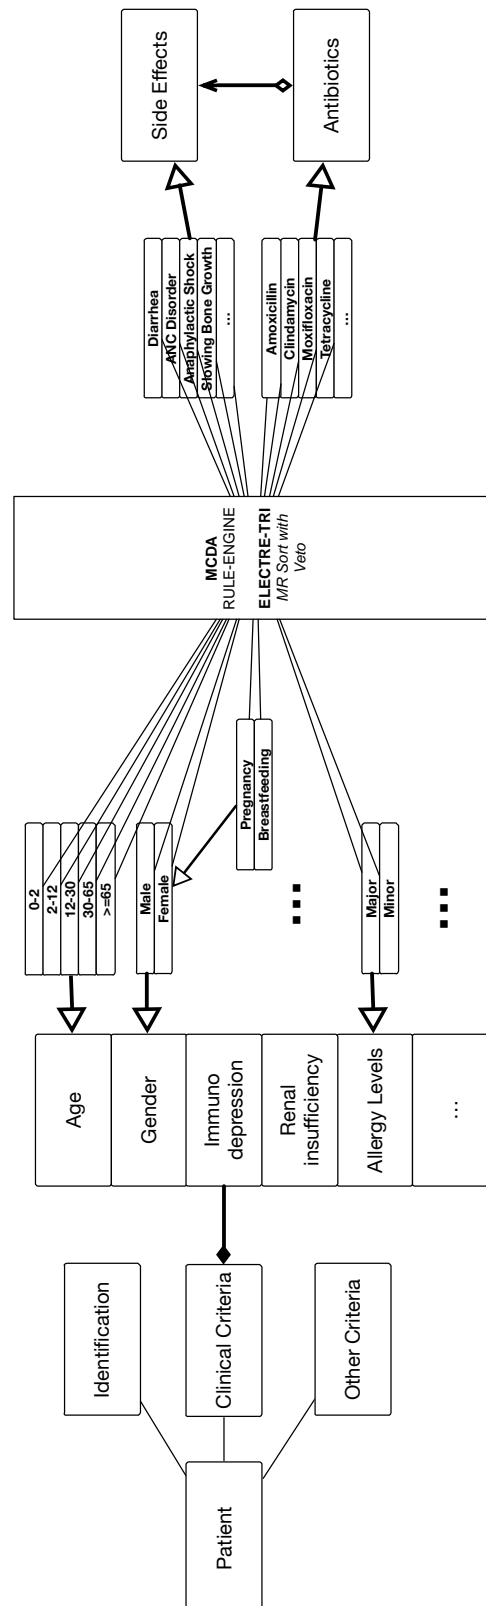 Patient
Identification
Clinical Criteria
Other Criteria
Age
Gender
Immuno
depression
Renal
insufficiency
Allergy Levels
...
0-2
2-12
12-30
30-65
>=65
Male
Female
Pregnancy
Breastfeeding
...
Major
Minor
...
MCDA
RULE-ENGINE
ELECTRE-TRI
MR Sort with
Veto
Diarrhea
ANC Disorder
Anaphylactic Shock
Slowing Bone Growth
...
Amoxicillin
Clindamycin
Moxifloxacin
Tetracycline
...
Side Effects
Antibiotics